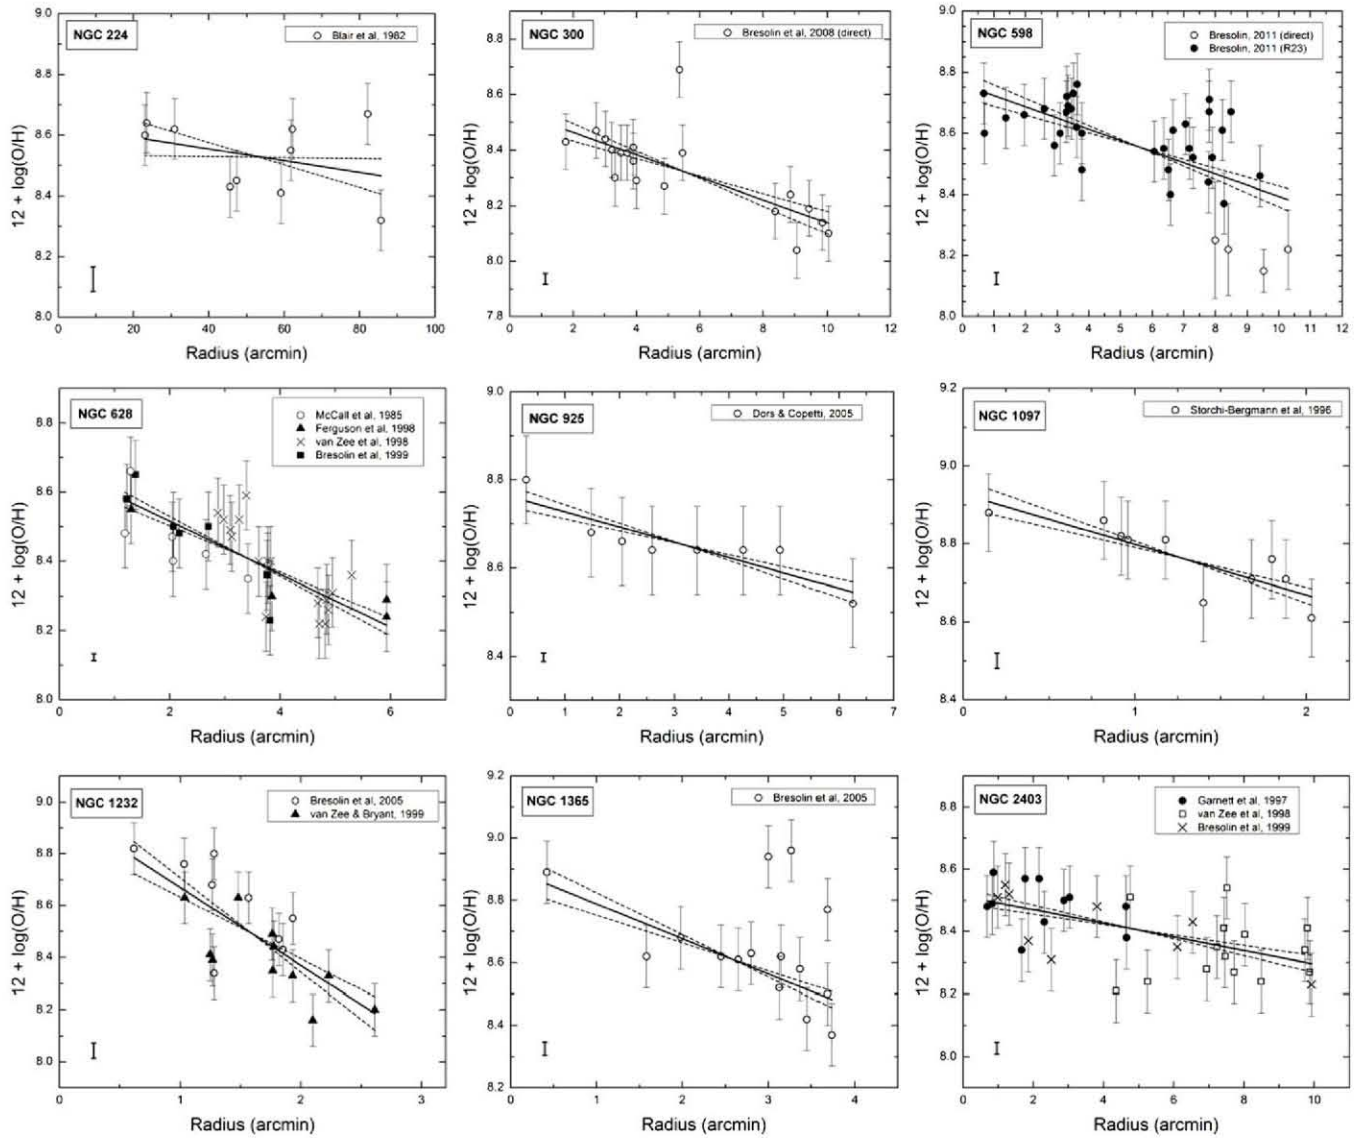 NGC 224
Blair et al, 1982
12 + log(O/H)
9.0
8.8
8.6
8.4
8.2
8.0
0 20 40 60 80 100
Radius (arcmin)
NGC 300
Bresolin et al, 2008 (direct)
12 + log(O/H)
8.8
8.6
8.4
8.2
8.0
7.8
0 2 4 6 8 10 12
Radius (arcmin)
NGC 598
Bresolin, 2011 (direct)
Bresolin, 2011 (R23)
12 + log(O/H)
9.0
8.8
8.6
8.4
8.2
8.0
0 1 2 3 4 5 6 7 8 9 10 11 12
Radius (arcmin)
NGC 628
McCall et al, 1985
Ferguson et al, 1998
van Zee et al, 1998
Bresolin et al, 1999
12 + log(O/H)
8.8
8.6
8.4
8.2
8.0
0 2 4 6
Radius (arcmin)
NGC 925
Dors & Copetti, 2005
12 + log(O/H)
9.0
8.8
8.6
8.4
0 1 2 3 4 5 6 7
Radius (arcmin)
NGC 1097
Storchi-Bergmann et al, 1996
12 + log(O/H)
9.2
9.0
8.8
8.6
8.4
0 1 2
Radius (arcmin)
NGC 1232
Bresolin et al, 2005
van Zee & Bryant, 1999
12 + log(O/H)
9.0
8.8
8.6
8.4
8.2
8.0
0 1 2 3
Radius (arcmin)
NGC 1365
Bresolin et al, 2005
12 + log(O/H)
9.2
9.0
8.8
8.6
8.4
8.2
0 1 2 3 4
Radius (arcmin)
NGC 2403
Garnett et al, 1997
van Zee et al, 1998
Bresolin et al, 1999
12 + log(O/H)
8.8
8.6
8.4
8.2
8.0
0 2 4 6 8 10
Radius (arcmin)